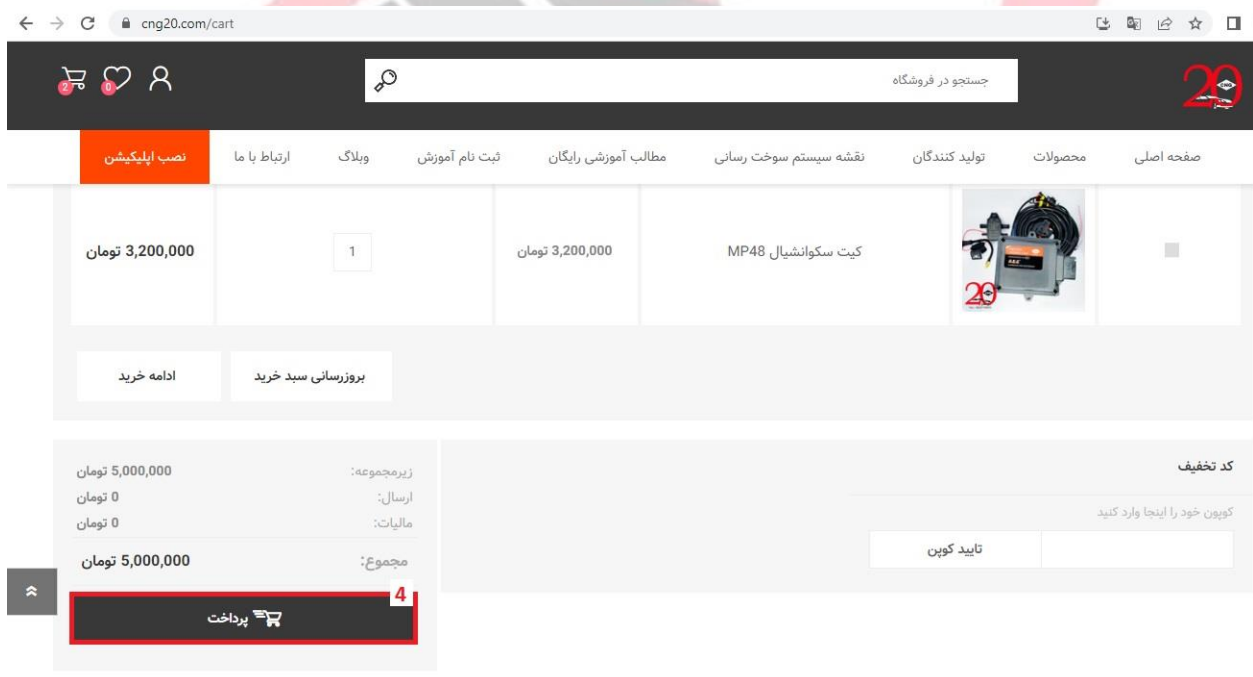 cng20.com/cart
2
0
جستجو در فروشگاه
20
CNG
صفحه اصلی
محصولات
تولید کنندگان
نقشه سیستم سوخت رسانی
مطالب آموزشی رایگان
ثبت نام آموزش
وبلاگ
ارتباط با ما
نصب اپلیکیشن
20
کیت سکوانشیال MP48
3,200,000 تومان
1
3,200,000 تومان
بروزرسانی سبد خرید
ادامه خرید
کد تخفیف
کوپون خود را اینجا وارد کنید
تایید کوپن
زیرمجموعه: 5,000,000 تومان
ارسال: 0 تومان
مالیات: 0 تومان
مجموع: 5,000,000 تومان
4
پرداخت